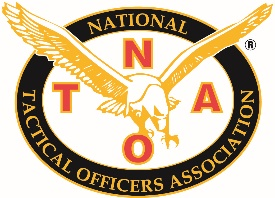 NATIONAL
N
T A
O
®
TACTICAL OFFICERS ASSOCIATION